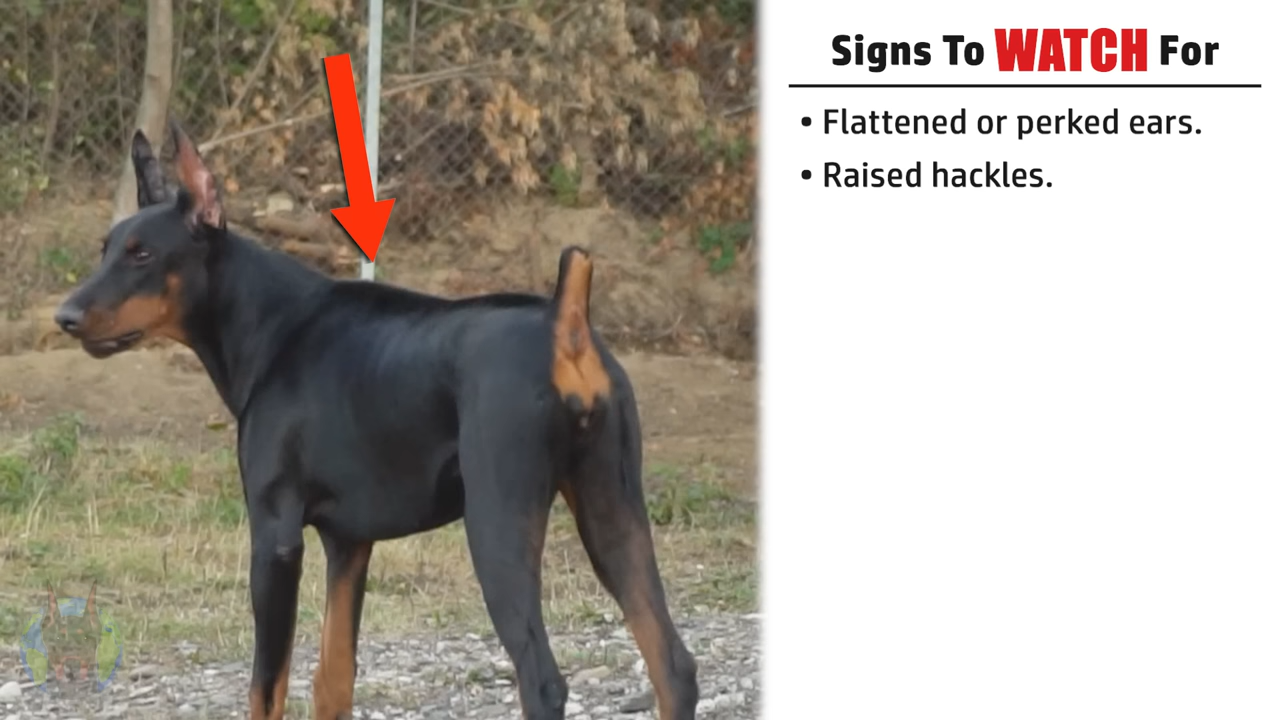 Signs To WATCH For
• Flattened or perked ears.
• Raised hackles.